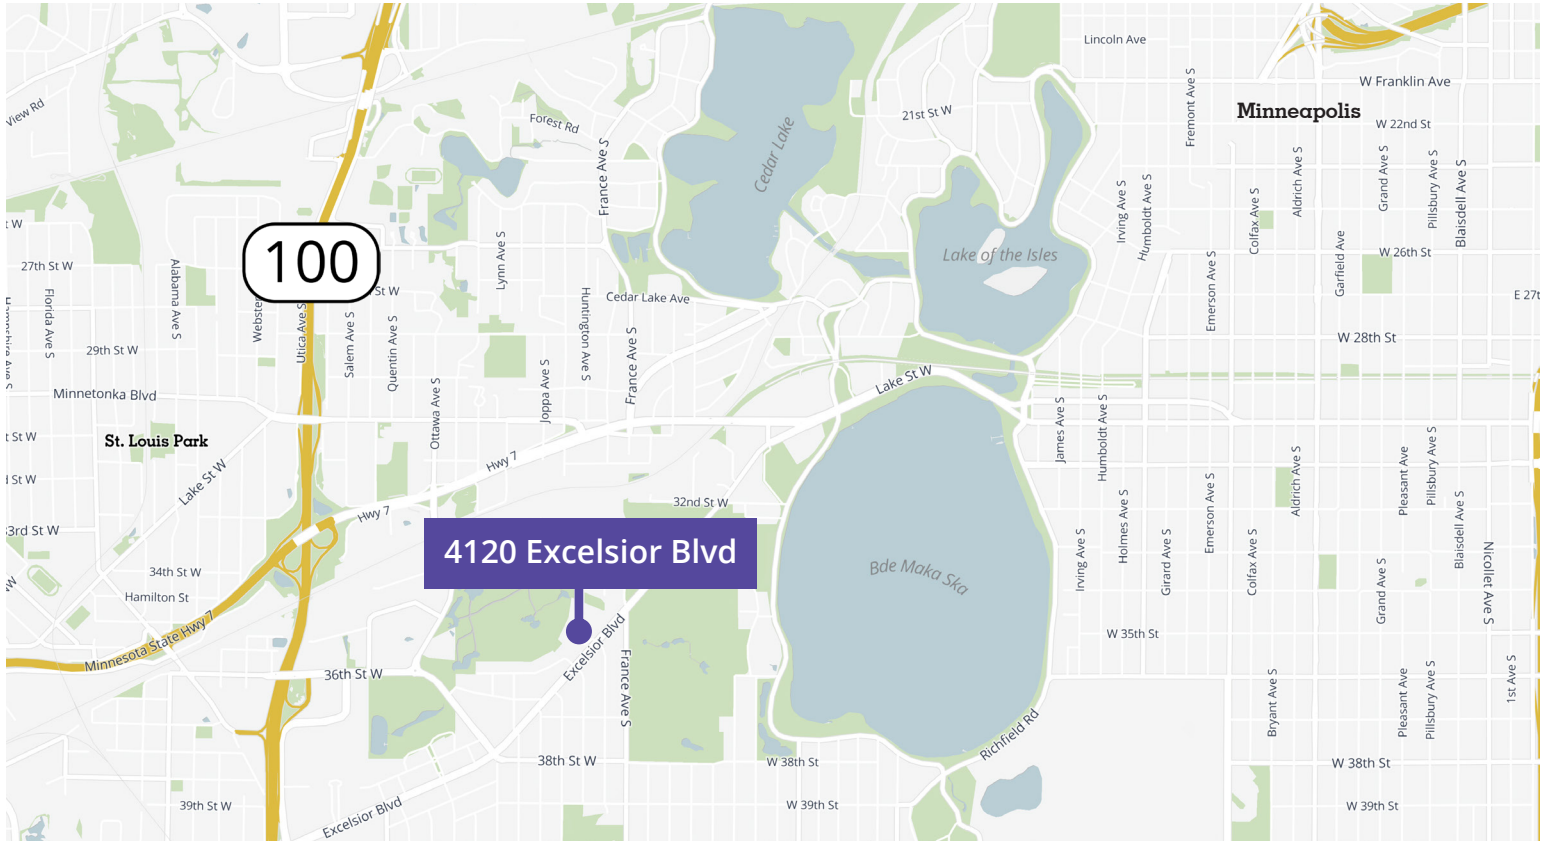 Lincoln Ave
W Franklin Ave
View Rd
Forest Rd
21st St W
Fremont Ave S
Minneapolis
W 22nd St
Cedar Lake
France Ave S
Irving Ave S
Humboldt Ave S
Colfax Ave S
Aldrich Ave S
Grand Ave S
Pillsbury Ave S
Blaisdell Ave S
t W
100
27th St W
Alabama Ave S
Lynn Ave S
Lake of the Isles
Emerson Ave S
Garfield Ave
W 26th St
St W
Florida Ave S
Webster
Utica Ave S
Salem Ave S
Quentin Ave S
Huntington Ave S
Cedar Lake Ave
France Ave S
E 27t
29th St W
W 28th St
Minnetonka Blvd
Ottawa Ave S
Joppa Ave S
Lake St W
James Ave S
Humboldt Ave S
t St W
St. Louis Park
Lake St W
Hwy 7
Aldrich Ave S
Pleasant Ave
Pillsbury Ave S
d St W
33rd St W
Hwy 7
32nd St W
4120 Excelsior Blvd
Bde Maka Ska
Irving Ave S
Holmes Ave S
Girard Ave S
Emerson Ave S
Colfax Ave S
Grand Ave S
Blaisdell Ave S
Nicollet Ave S
34th St W
Hamilton St
Minnesota State Hwy 7
W 35th St
36th St W
Excelsior Blvd
France Ave S
Richfield Rd
Bryant Ave S
Pleasant Ave
Pillsbury Ave S
1st Ave S
38th St W
W 38th St
W 38th St
39th St W
Excelsior Blvd
W 39th St
W 39th St